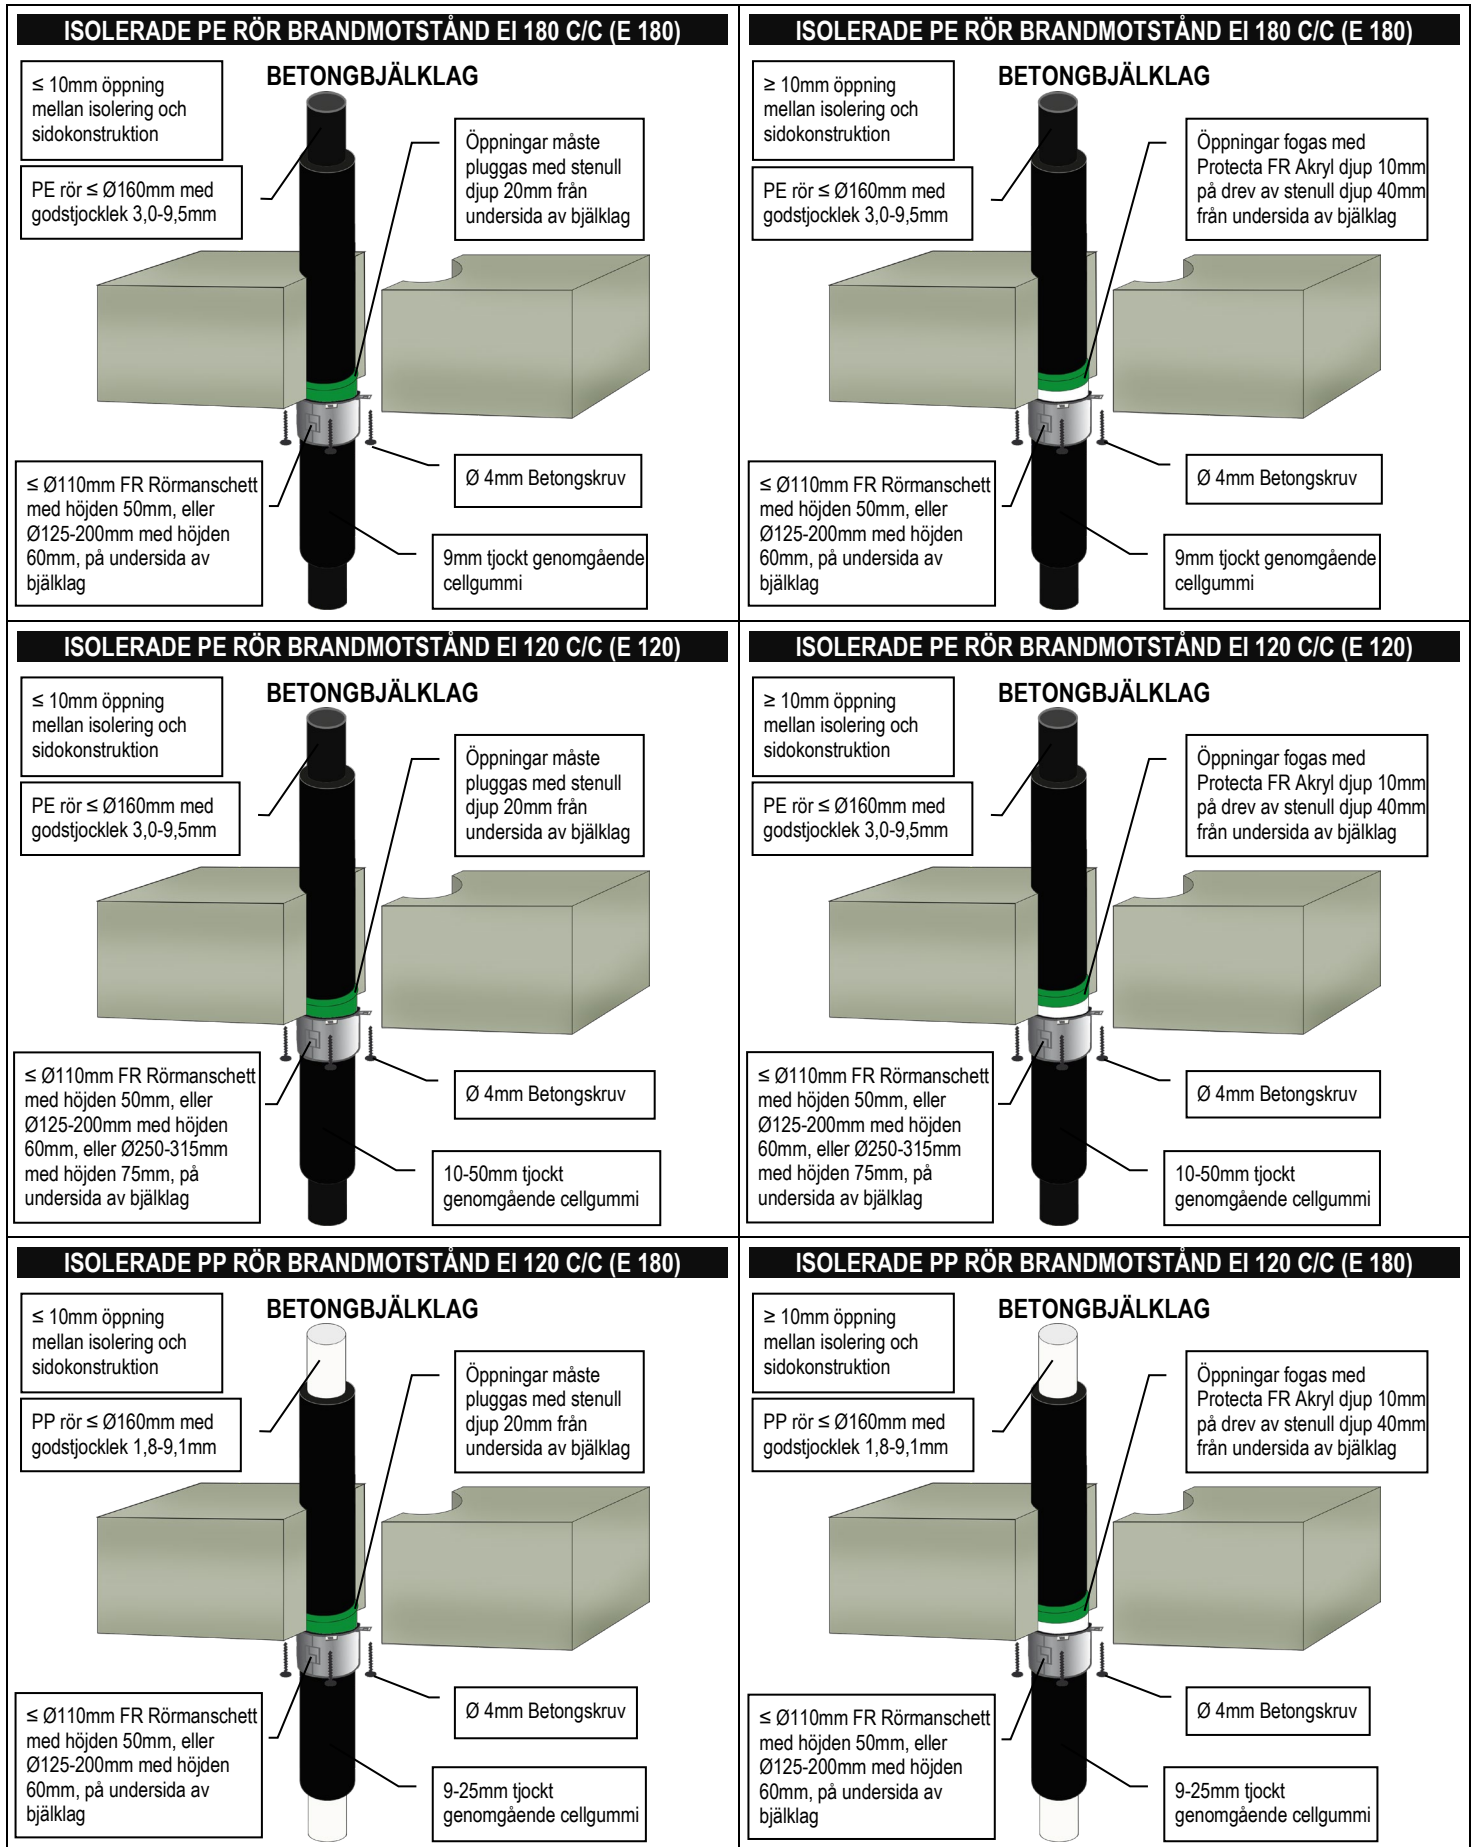 ISOLERADE PE RÖR BRANDMOTSTÅND EI 180 C/C (E 180)
BETONGBJÄLKLAG
≤ 10mm öppning
mellan isolering och
sidokonstruktion
PE rör ≤ Ø160mm med
godstjocklek 3,0-9,5mm
Öppningar måste
pluggas med stenull
djup 20mm från
undersida av bjälklag
≤ Ø110mm FR Rörmanschett
med höjden 50mm, eller
Ø125-200mm med höjden
60mm, på undersida av
bjälklag
Ø 4mm Betongskruv
9mm tjockt genomgående
cellgummi
ISOLERADE PE RÖR BRANDMOTSTÅND EI 180 C/C (E 180)
BETONGBJÄLKLAG
≥ 10mm öppning
mellan isolering och
sidokonstruktion
PE rör ≤ Ø160mm med
godstjocklek 3,0-9,5mm
Öppningar fogas med
Protecta FR Akryl djup 10mm
på drev av stenull djup 40mm
från undersida av bjälklag
≤ Ø110mm FR Rörmanschett
med höjden 50mm, eller
Ø125-200mm med höjden
60mm, på undersida av
bjälklag
Ø 4mm Betongskruv
9mm tjockt genomgående
cellgummi
ISOLERADE PE RÖR BRANDMOTSTÅND EI 120 C/C (E 120)
BETONGBJÄLKLAG
≤ 10mm öppning
mellan isolering och
sidokonstruktion
PE rör ≤ Ø160mm med
godstjocklek 3,0-9,5mm
Öppningar måste
pluggas med stenull
djup 20mm från
undersida av bjälklag
≤ Ø110mm FR Rörmanschett
med höjden 50mm, eller
Ø125-200mm med höjden
60mm, eller Ø250-315mm
med höjden 75mm, på
undersida av bjälklag
Ø 4mm Betongskruv
10-50mm tjockt
genomgående cellgummi
ISOLERADE PE RÖR BRANDMOTSTÅND EI 120 C/C (E 120)
BETONGBJÄLKLAG
≥ 10mm öppning
mellan isolering och
sidokonstruktion
PE rör ≤ Ø160mm med
godstjocklek 3,0-9,5mm
Öppningar fogas med
Protecta FR Akryl djup 10mm
på drev av stenull djup 40mm
från undersida av bjälklag
≤ Ø110mm FR Rörmanschett
med höjden 50mm, eller
Ø125-200mm med höjden
60mm, eller Ø250-315mm
med höjden 75mm, på
undersida av bjälklag
Ø 4mm Betongskruv
10-50mm tjockt
genomgående cellgummi
ISOLERADE PP RÖR BRANDMOTSTÅND EI 120 C/C (E 180)
BETONGBJÄLKLAG
≤ 10mm öppning
mellan isolering och
sidokonstruktion
PP rör ≤ Ø160mm med
godstjocklek 1,8-9,1mm
Öppningar måste
pluggas med stenull
djup 20mm från
undersida av bjälklag
≤ Ø110mm FR Rörmanschett
med höjden 50mm, eller
Ø125-200mm med höjden
60mm, på undersida av
bjälklag
Ø 4mm Betongskruv
9-25mm tjockt
genomgående cellgummi
ISOLERADE PP RÖR BRANDMOTSTÅND EI 120 C/C (E 180)
BETONGBJÄLKLAG
≥ 10mm öppning
mellan isolering och
sidokonstruktion
PP rör ≤ Ø160mm med
godstjocklek 1,8-9,1mm
Öppningar fogas med
Protecta FR Akryl djup 10mm
på drev av stenull djup 40mm
från undersida av bjälklag
≤ Ø110mm FR Rörmanschett
med höjden 50mm, eller
Ø125-200mm med höjden
60mm, på undersida av
bjälklag
Ø 4mm Betongskruv
9-25mm tjockt
genomgående cellgummi